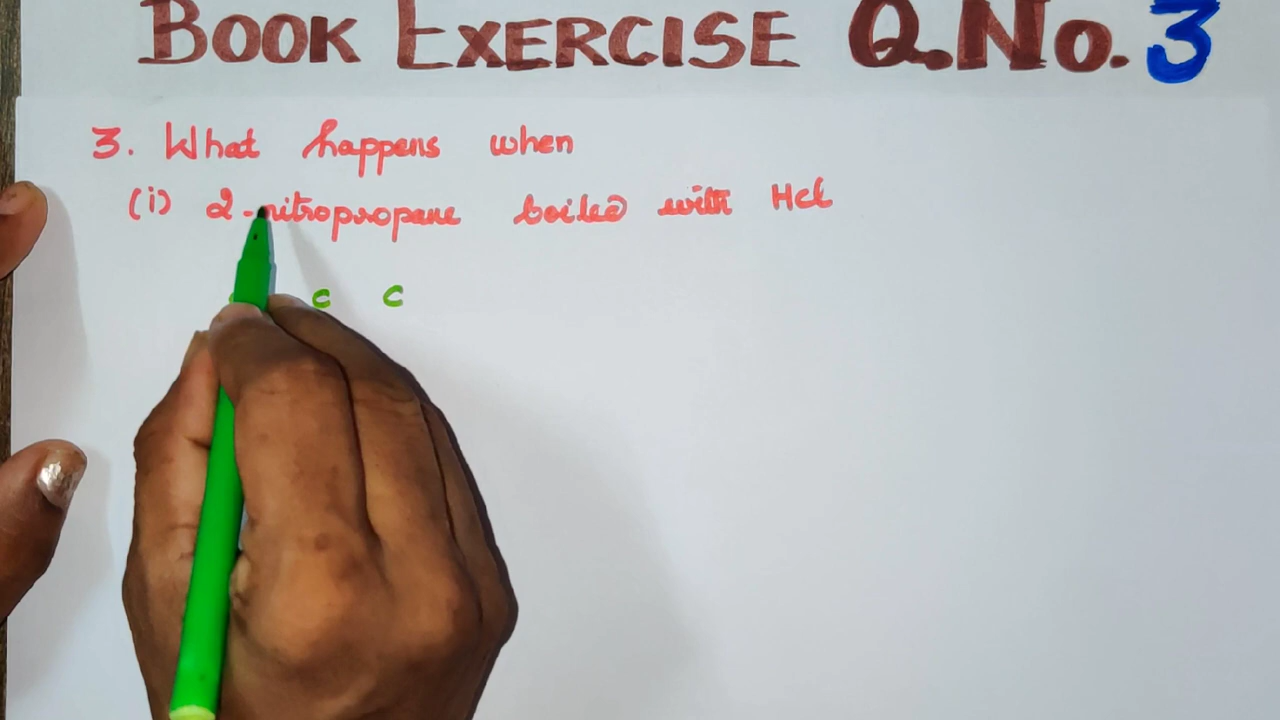 BOOK EXERCISE Q.No. 3
3. What happens when
(i) 2-nitropropane boiled with Hcl
c c